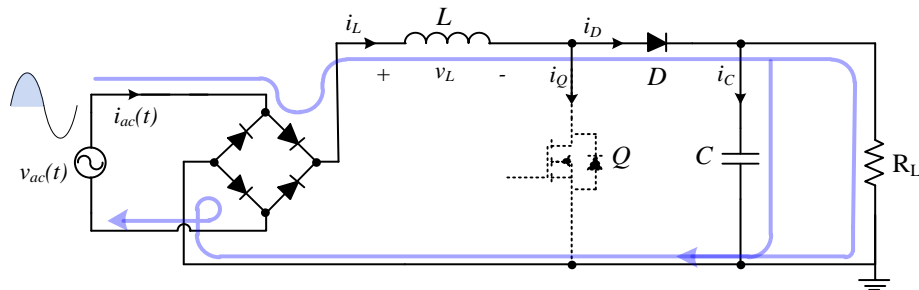 i_L
L
i_D
+ v_L -
i_Q
D
i_C
i_ac(t)
v_ac(t)
Q
C
R_L